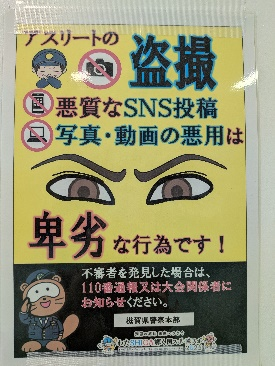 アスリートの
盗撮
悪質なSNS投稿
写真・動画の悪用は
卑劣な行為です！
不審者を発見した場合は、
110番通報又は大会関係者に
お知らせください。
滋賀県警察本部